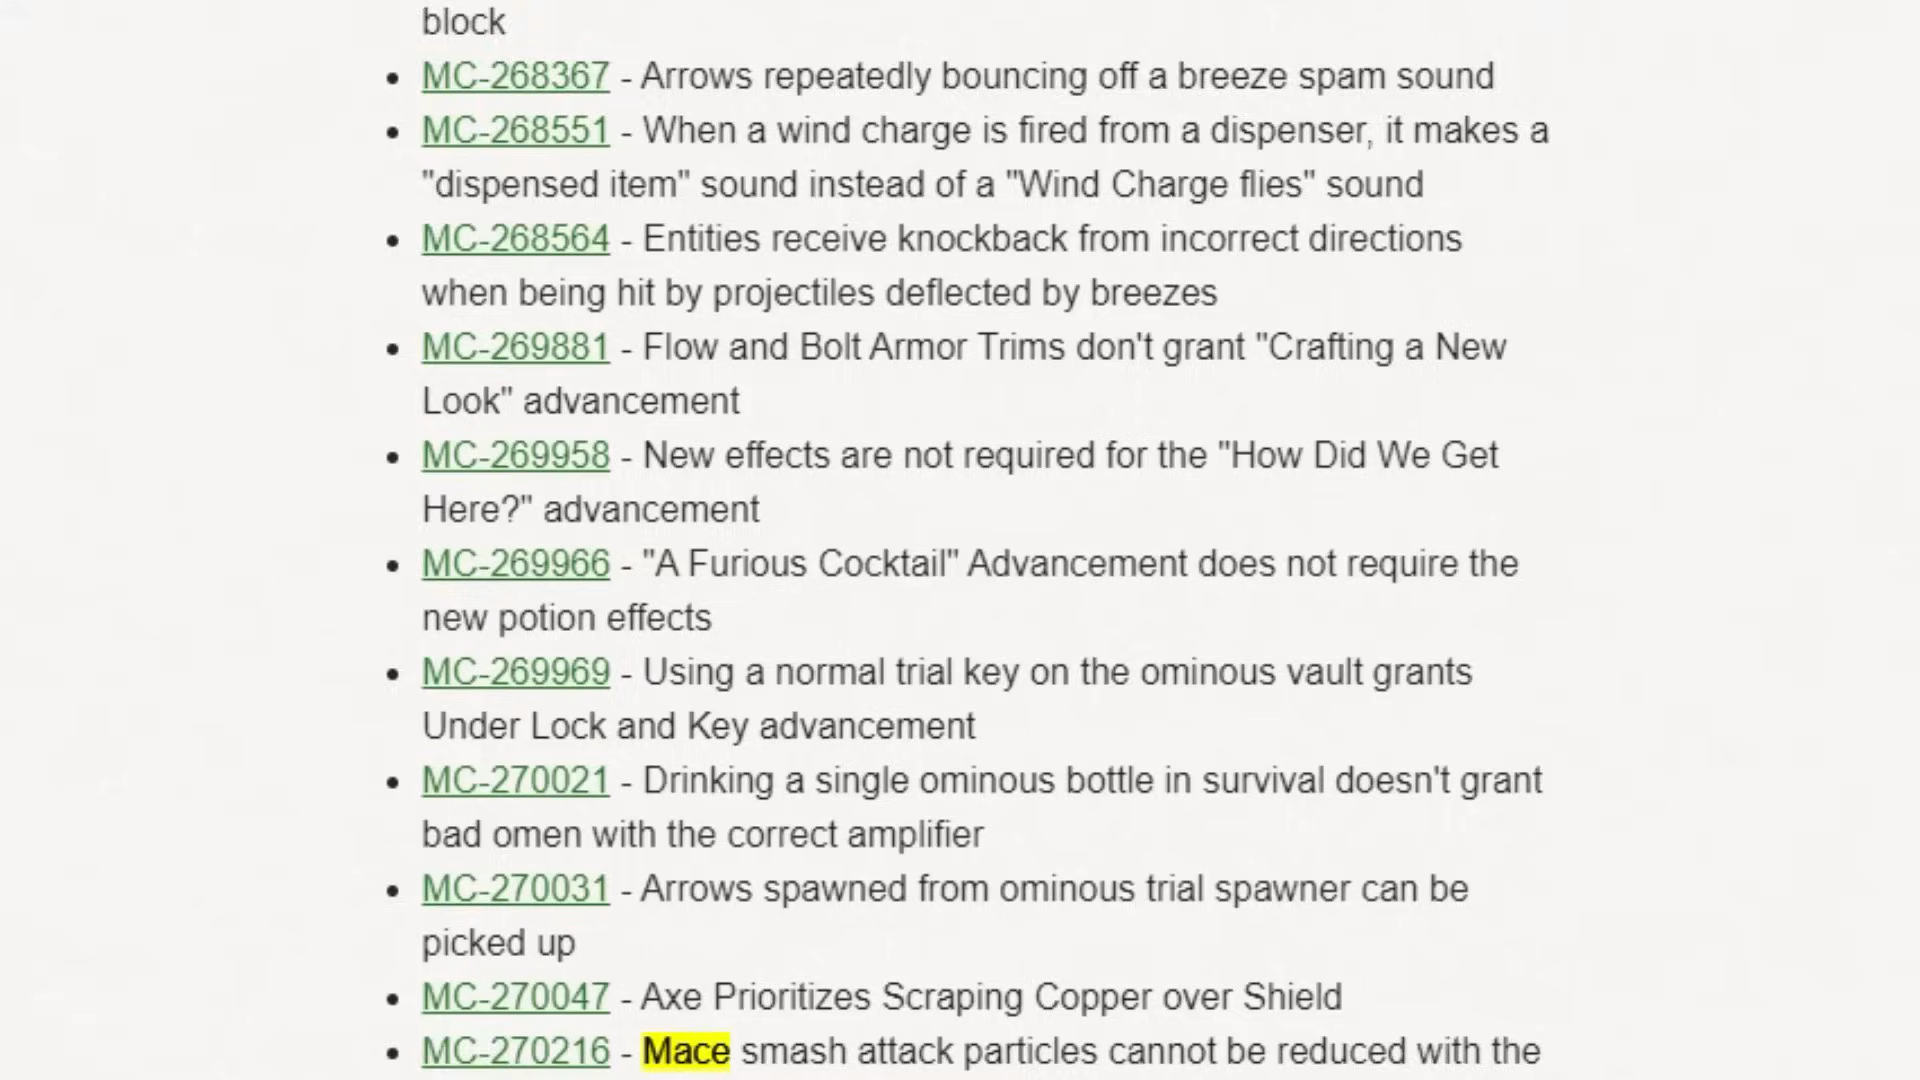 block
MC-268367 - Arrows repeatedly bouncing off a breeze spam sound
MC-268551 - When a wind charge is fired from a dispenser, it makes a
"dispensed item" sound instead of a "Wind Charge flies" sound
MC-268564 - Entities receive knockback from incorrect directions
when being hit by projectiles deflected by breezes
MC-269881 - Flow and Bolt Armor Trims don't grant "Crafting a New
Look" advancement
MC-269958 - New effects are not required for the "How Did We Get
Here?" advancement
MC-269966 - "A Furious Cocktail" Advancement does not require the
new potion effects
MC-269969 - Using a normal trial key on the ominous vault grants
Under Lock and Key advancement
MC-270021 - Drinking a single ominous bottle in survival doesn't grant
bad omen with the correct amplifier
MC-270031 - Arrows spawned from ominous trial spawner can be
picked up
MC-270047 - Axe Prioritizes Scraping Copper over Shield
MC-270216 - Mace smash attack particles cannot be reduced with the